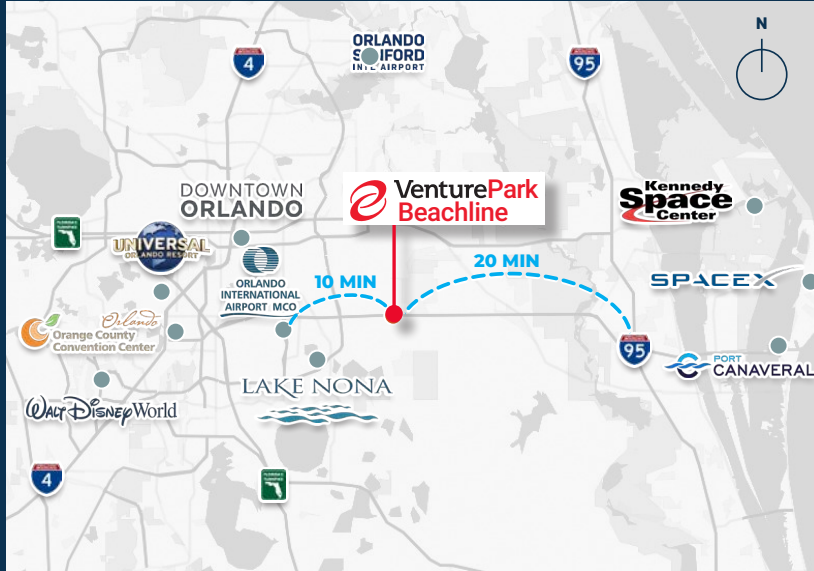 ORLANDO
SANFORD
INTL AIRPORT
N
4
95
Kennedy
Space
Center
DOWNTOWN
ORLANDO
VenturePark
Beachline
UNIVERSAL
ORLANDO RESORT
ORLANDO
INTERNATIONAL
AIRPORT MCO
10 MIN
20 MIN
SPACEX
Orlando
Orange County
Convention Center
95
PORT
CANAVERAL
LAKE NONA
WALT DISNEY World
4